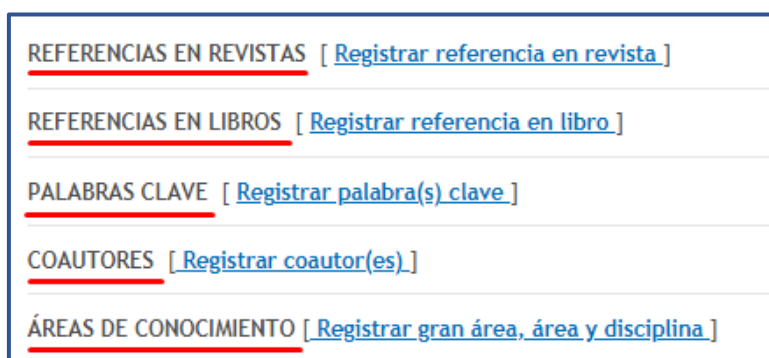 REFERENCIAS EN REVISTAS [ Registrar referencia en revista ]
REFERENCIAS EN LIBROS [ Registrar referencia en libro ]
PALABRAS CLAVE [ Registrar palabra(s) clave ]
COAUTORES [ Registrar coautor(es) ]
ÁREAS DE CONOCIMIENTO [ Registrar gran área, área y disciplina ]